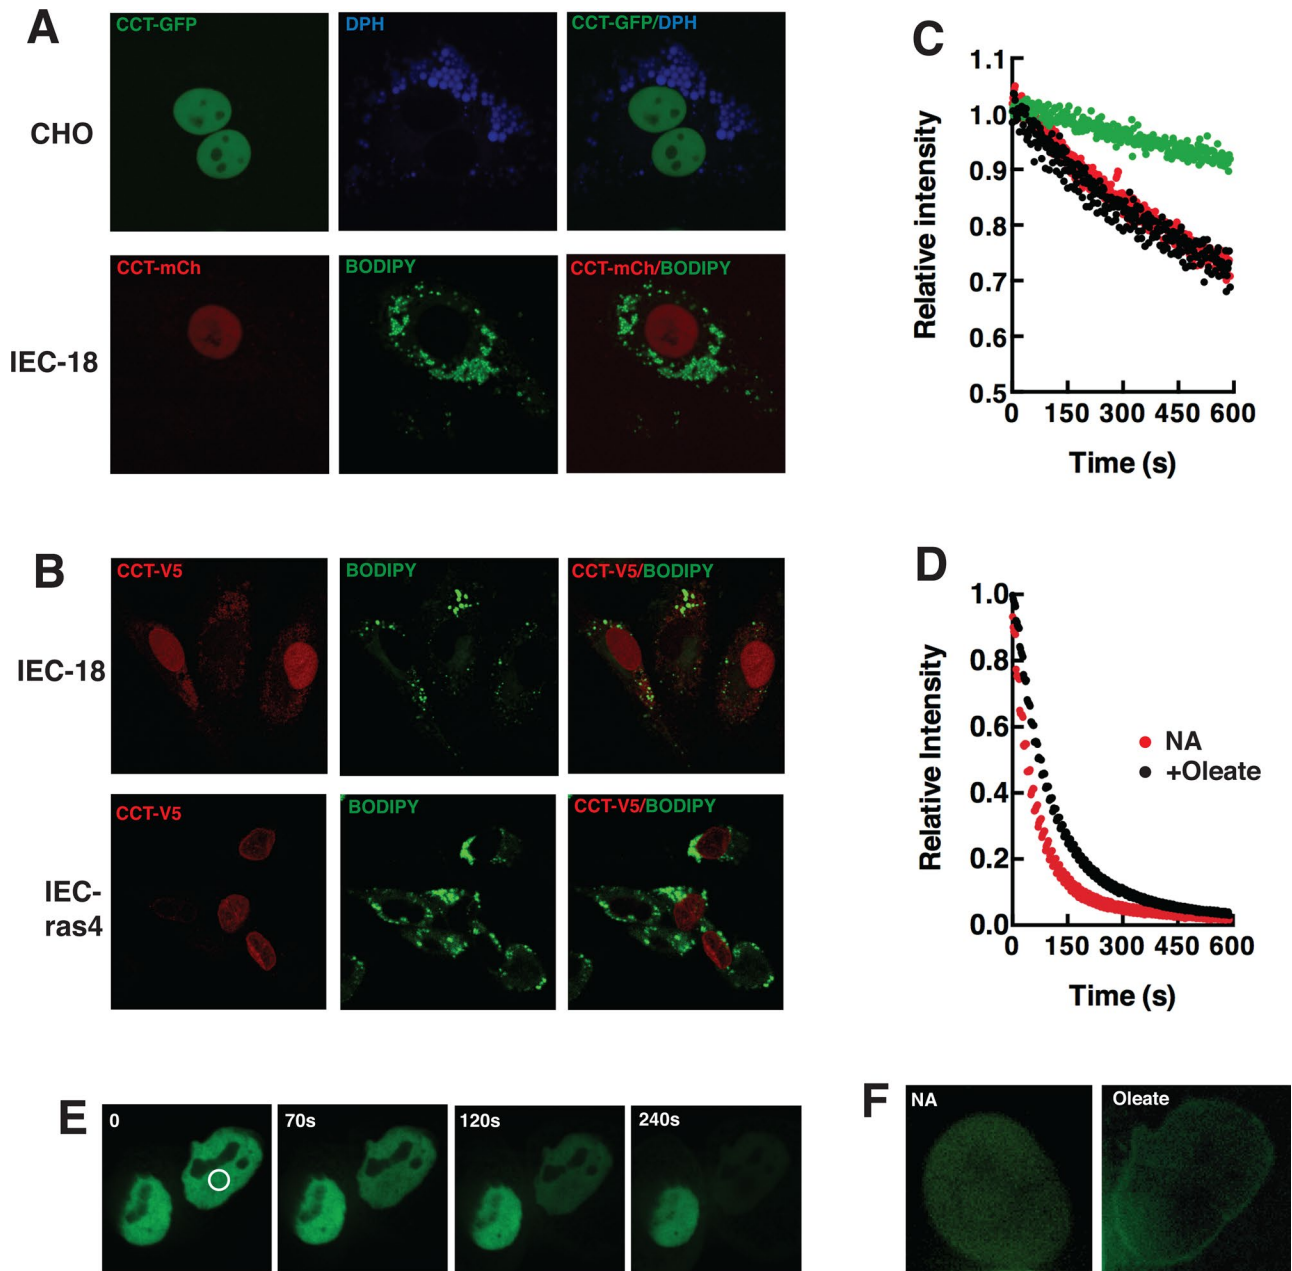 A
CCT-GFP
DPH
CCT-GFP/DPH
CHO
CCT-mCh
BODIPY
CCT-mCh/BODIPY
IEC-18
B
CCT-V5
BODIPY
CCT-V5/BODIPY
IEC-18
CCT-V5
BODIPY
CCT-V5/BODIPY
IEC-
ras4
C
Relative intensity
1.1
1.0
0.9
0.8
0.7
0.6
0.5
0 150 300 450 600
Time (s)
D
Relative Intensity
1.0
0.8
0.6
0.4
0.2
0.0
NA
+Oleate
0 150 300 450 600
Time (s)
E
0
70s
120s
240s
F
NA
Oleate